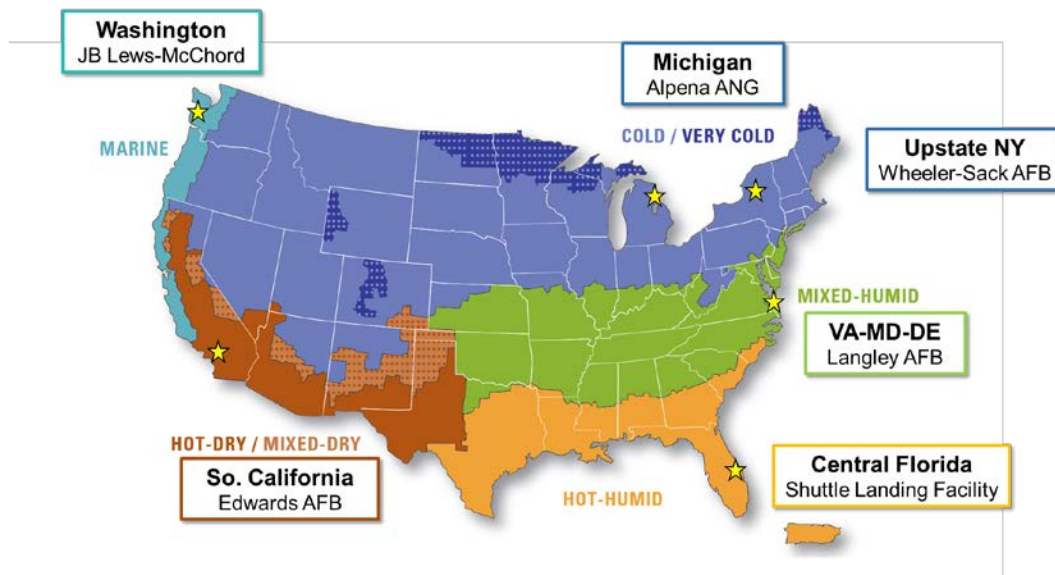 Washington
JB Lews-McChord
Michigan
Alpena ANG
MARINE
COLD / VERY COLD
Upstate NY
Wheeler-Sack AFB
MIXED-HUMID
VA-MD-DE
Langley AFB
HOT-DRY / MIXED-DRY
So. California
Edwards AFB
HOT-HUMID
Central Florida
Shuttle Landing Facility